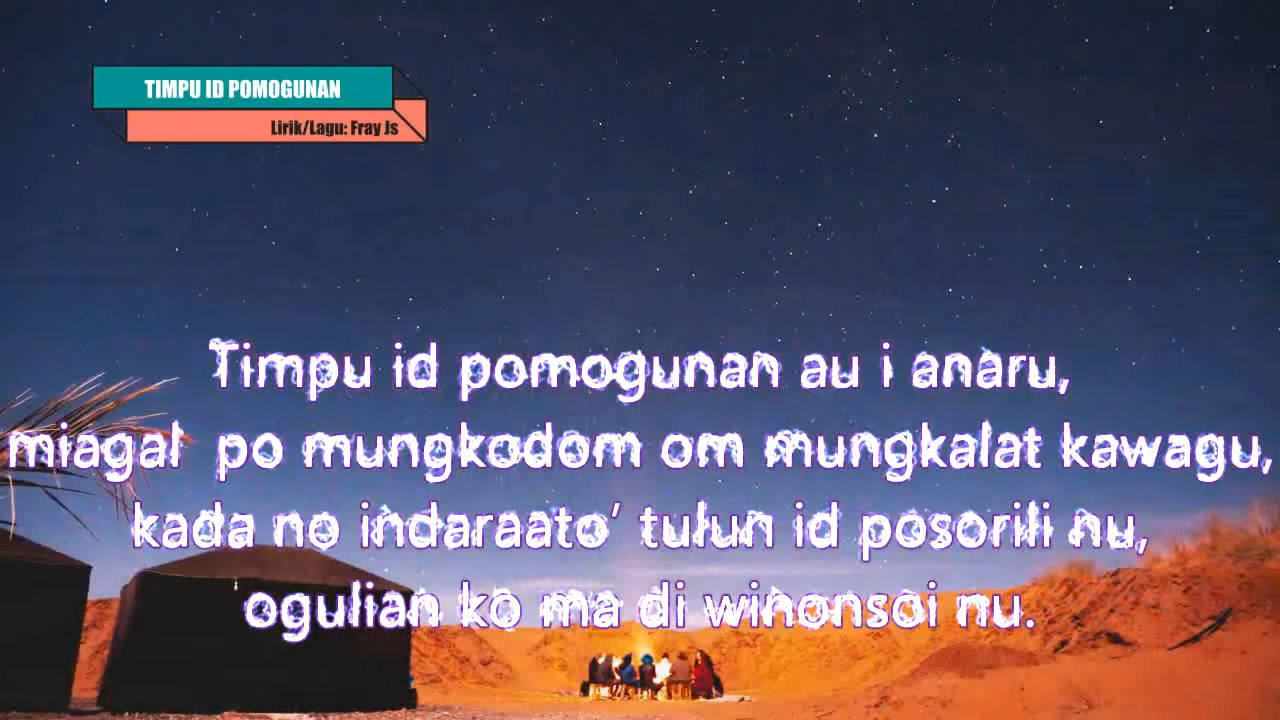 TIMPU ID POMOGUNAN
Lirik/Lagu: Fray Js
Timpu id pomogunan au i anaru,
miagal po mungkodom om mungkalat kawagu,
kada no indaraato' tulun id posorili nu,
ogulian ko ma di winonsoi nu.